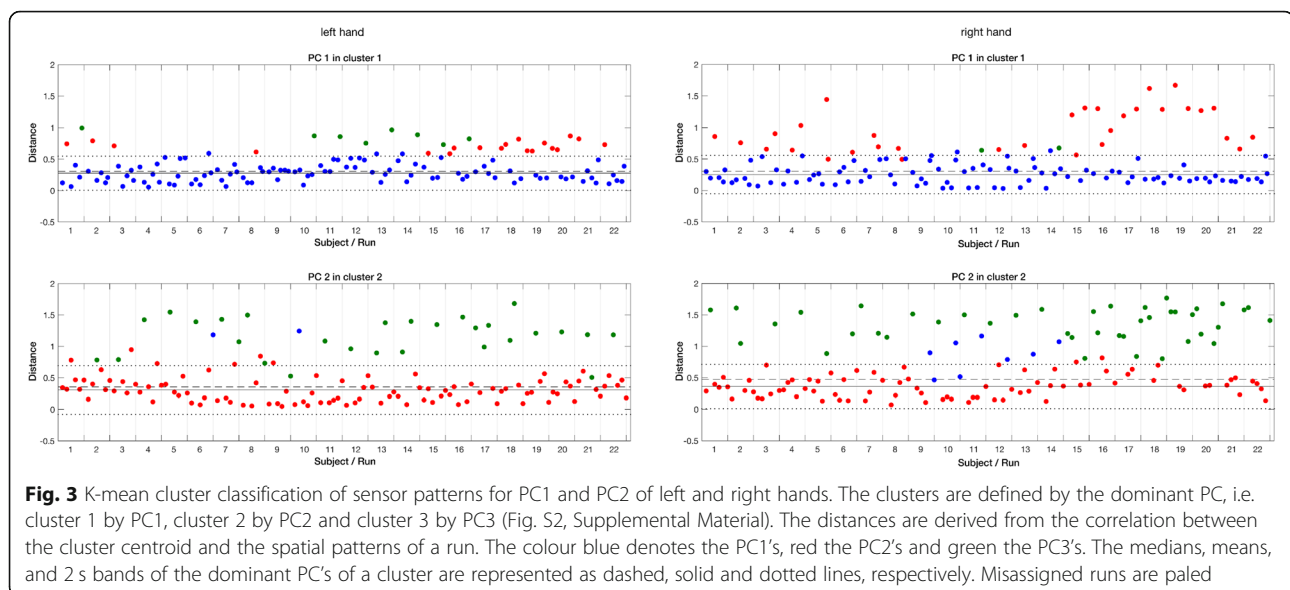 left hand
PC 1 in cluster 1
2
1.5
1
0.5
0
-0.5
Distance
1 2 3 4 5 6 7 8 9 10 11 12 13 14 15 16 17 18 19 20 21 22
Subject / Run
right hand
PC 1 in cluster 1
2
1.5
1
0.5
0
-0.5
Distance
1 2 3 4 5 6 7 8 9 10 11 12 13 14 15 16 17 18 19 20 21 22
Subject / Run
PC 2 in cluster 2
2
1.5
1
0.5
0
-0.5
Distance
1 2 3 4 5 6 7 8 9 10 11 12 13 14 15 16 17 18 19 20 21 22
Subject / Run
PC 2 in cluster 2
2
1.5
1
0.5
0
-0.5
Distance
1 2 3 4 5 6 7 8 9 10 11 12 13 14 15 16 17 18 19 20 21 22
Subject / Run
Fig. 3 K-mean cluster classification of sensor patterns for PC1 and PC2 of left and right hands. The clusters are defined by the dominant PC, i.e.
cluster 1 by PC1, cluster 2 by PC2 and cluster 3 by PC3 (Fig. S2, Supplemental Material). The distances are derived from the correlation between
the cluster centroid and the spatial patterns of a run. The colour blue denotes the PC1's, red the PC2's and green the PC3's. The medians, means,
and 2 s bands of the dominant PC's of a cluster are represented as dashed, solid and dotted lines, respectively. Misassigned runs are paled